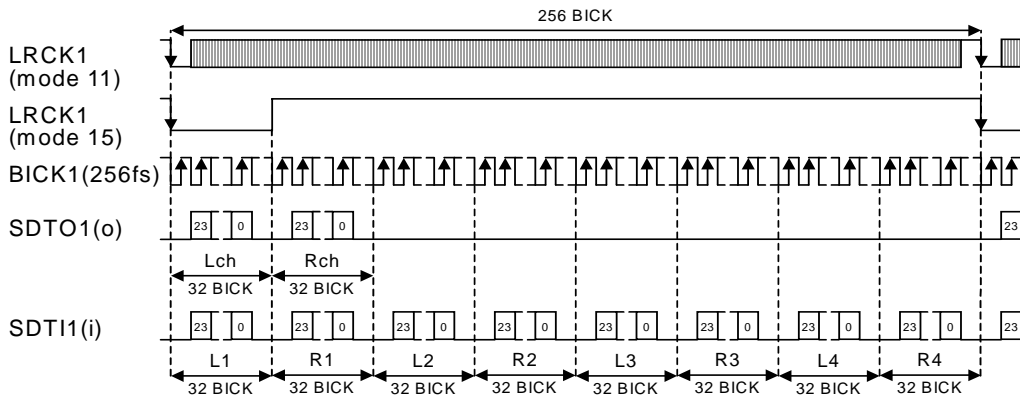 256 BICK
LRCK1
(mode 11)
LRCK1
(mode 15)
BICK1(256fs)
SDTO1(o)
23 0 23 0 23
Lch Rch
32 BICK 32 BICK
SDTI1(i)
23 0 23 0 23 0 23 0 23 0 23 0 23 0 23 0 23
L1 R1 L2 R2 L3 R3 L4 R4
32 BICK 32 BICK 32 BICK 32 BICK 32 BICK 32 BICK 32 BICK 32 BICK